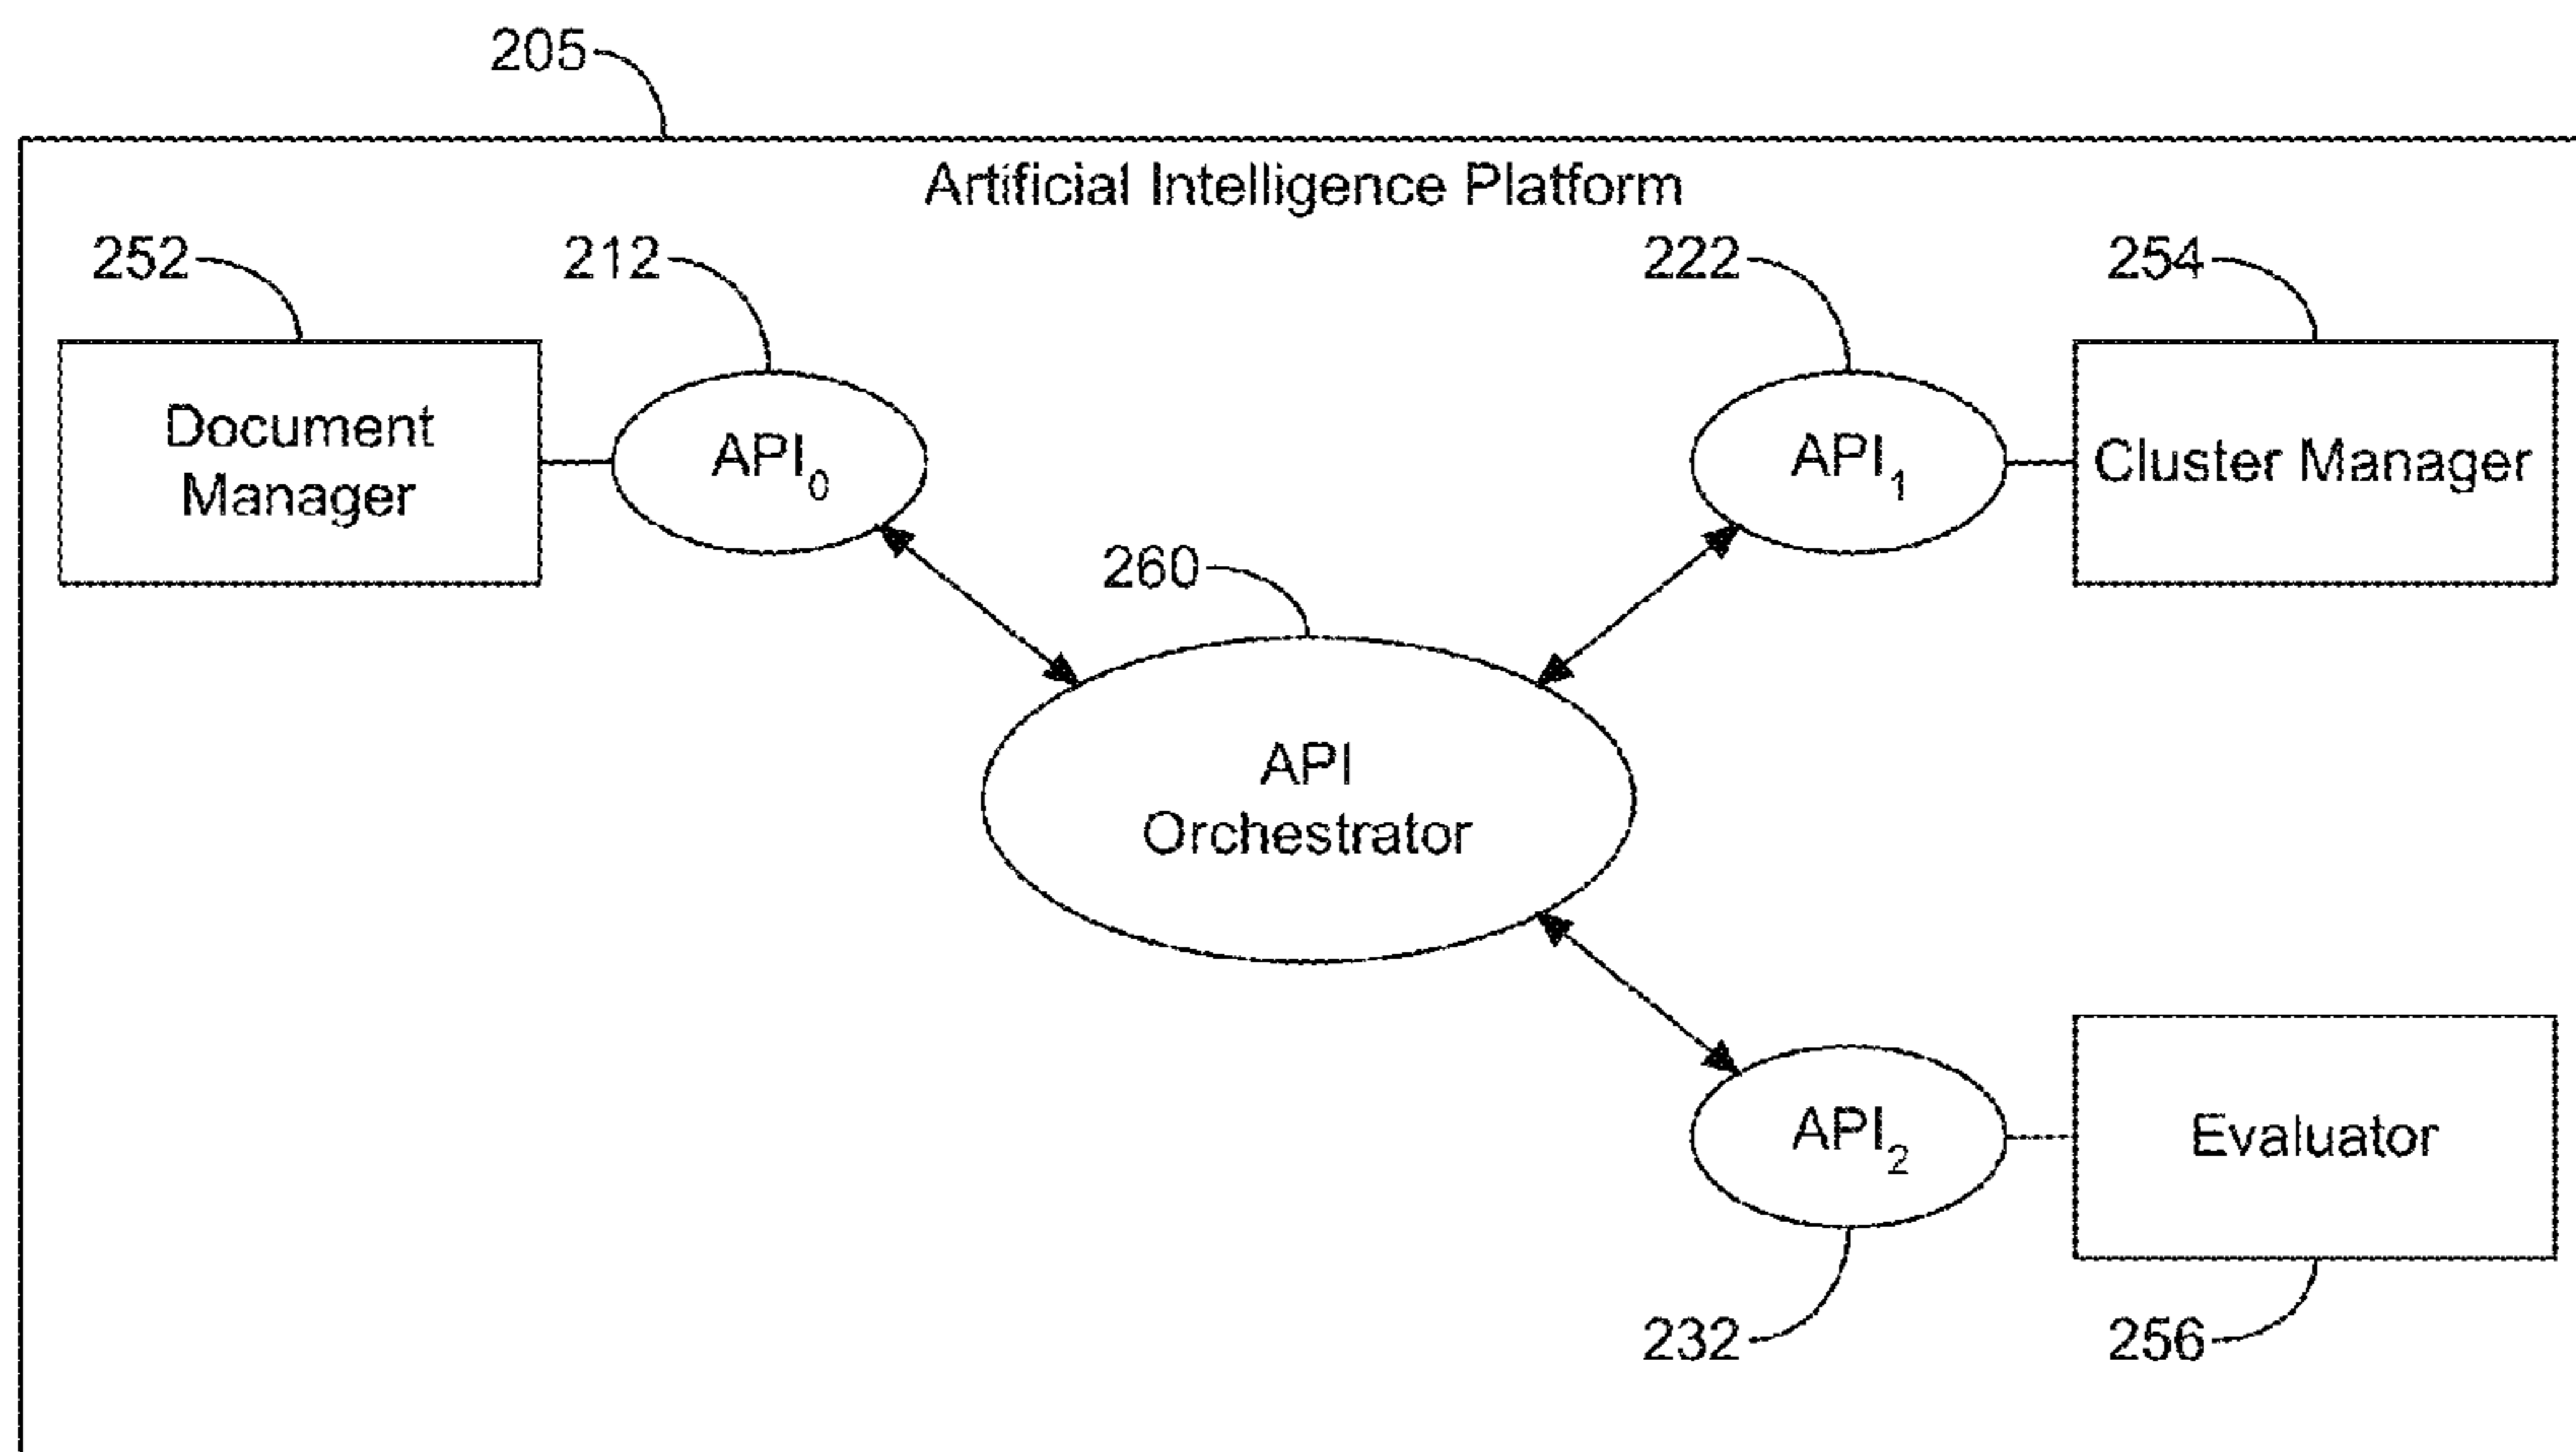 205
Artificial Intelligence Platform
252
212
222
254
Document
Manager
API0
API1
Cluster Manager
260
API
Orchestrator
API2
Evaluator
232
256